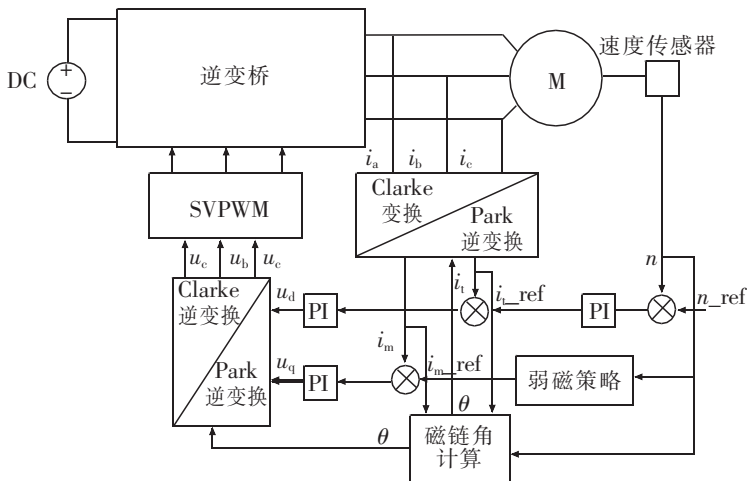 速度传感器
DC
+
−
逆变桥
M
i_a i_b i_c
SVPWM
Clarke
变换
Park
逆变换
u_c u_b u_c
n
Clarke
逆变换
u_d
PI
i_t
i_t_ref
PI
n_ref
i_m
i_m_ref
Park
逆变换
u_q
PI
弱磁策略
θ
θ
磁链角
计算